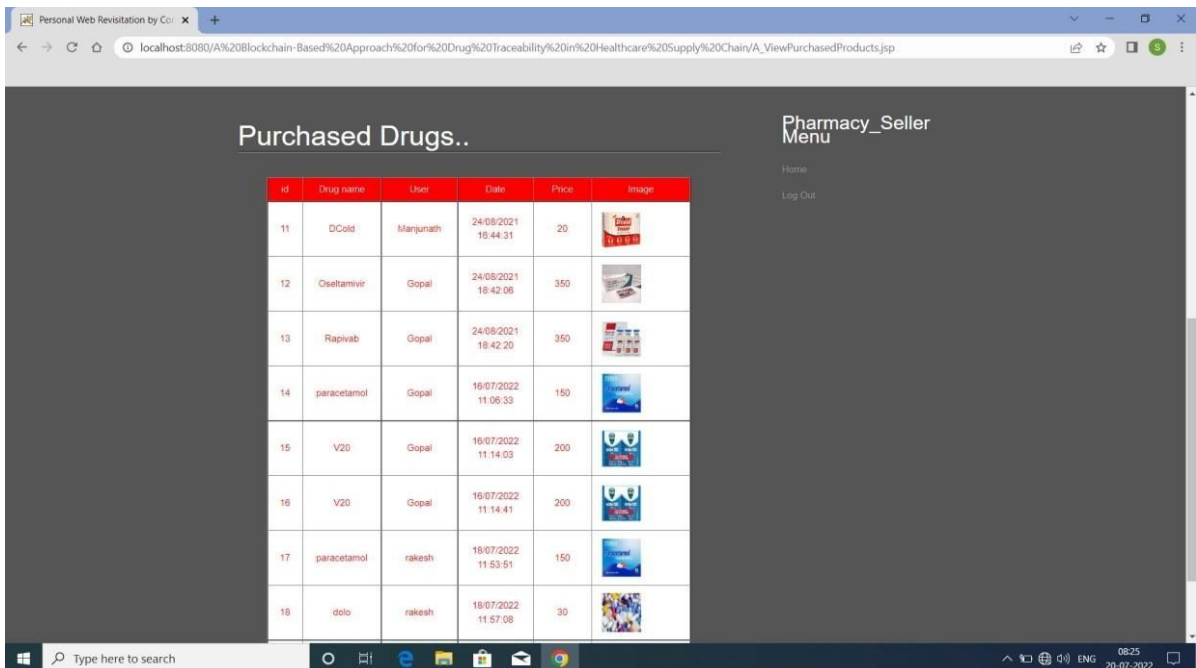 Personal Web Revisitation by Co
localhost:8080/A%20Blockchain-Based%20Approach%20for%20Drug%20Traceability%20in%20Healthcare%20Supply%20Chain/A_ViewPurchasedProducts.jsp
S
Purchased Drugs..
id Drug name User Date Price Image
11 DCold Manjunath 24/08/2021 16:44:31 20
12 Oseltamivir Gopal 24/08/2021 18:42:06 350
13 Rapivab Gopal 24/08/2021 18:42:20 350
14 paracetamol Gopal 16/07/2022 11:06:33 150
15 V20 Gopal 16/07/2022 11:14:03 200
16 V20 Gopal 16/07/2022 11:14:41 200
17 paracetamol rakesh 18/07/2022 11:53:51 150
18 dolo rakesh 18/07/2022 11:57:08 30
Pharmacy_Seller
Menu
Home
Log Out
Type here to search
ENG
08:25
20-07-2022